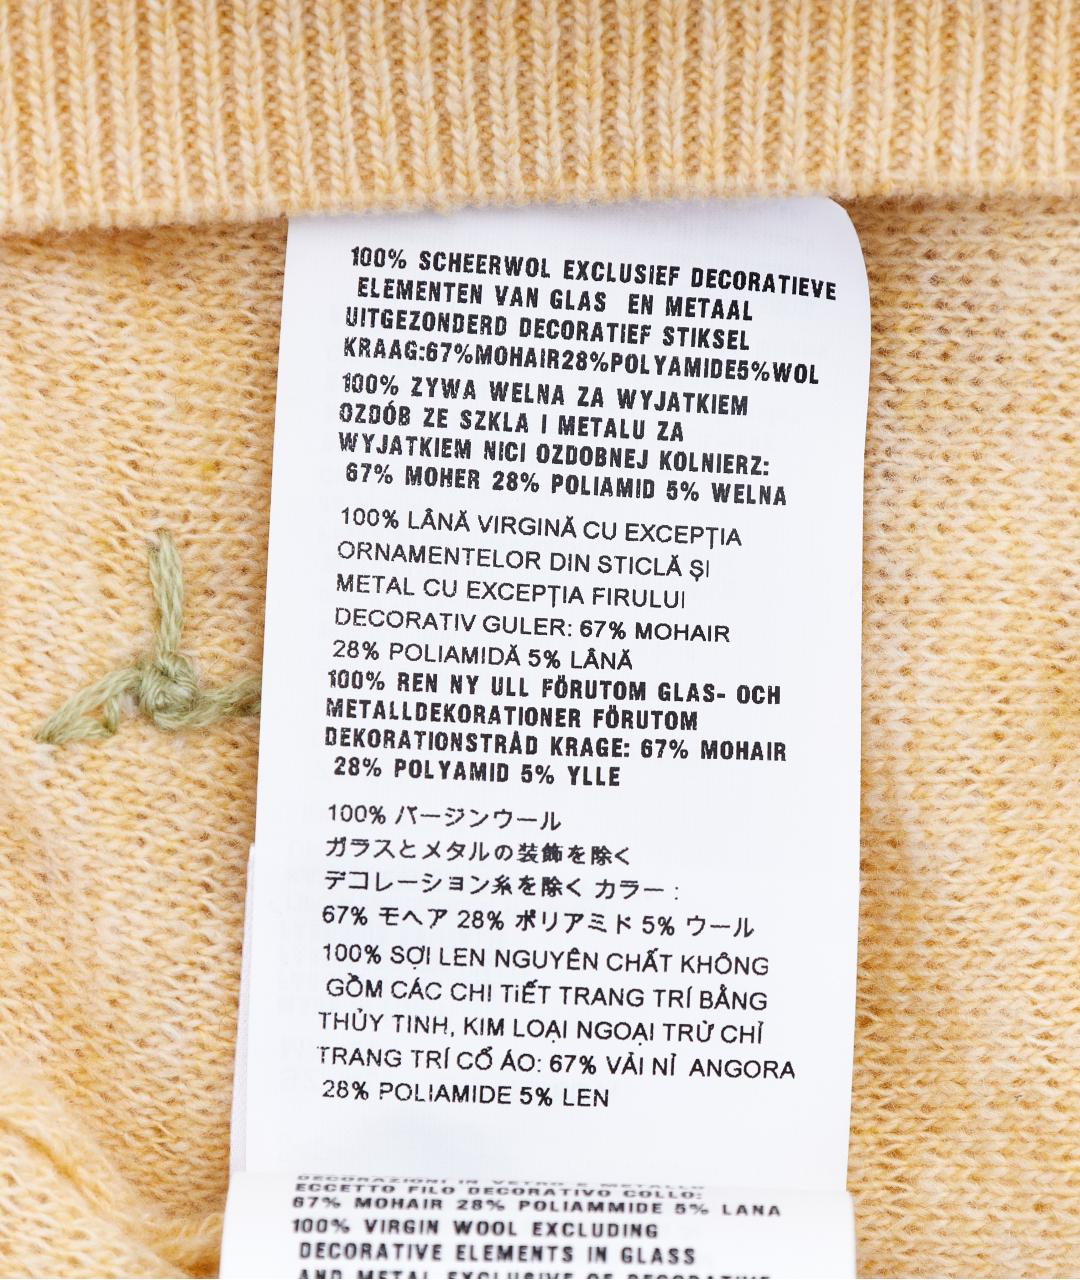 100% SCHEERWOL EXCLUSIEF DECORATIEVE
ELEMENTEN VAN GLAS EN METAAL
UITGEZONDERD DECORATIEF STIKSEL
KRAAG:67%MOHAIR28%POLYAMIDE5%WOL
100% ZYWA WELNA ZA WYJATKIEM
OZDÓB ZE SZKLA I METALU ZA
WYJATKIEM NICI OZDOBNEJ KOLNIERZ:
67% MOHER 28% POLIAMID 5% WELNA
100% LÂNĂ VIRGINĂ CU EXCEPȚIA
ORNAMENTELOR DIN STICLĂ ȘI
METAL CU EXCEPȚIA FIRULUI
DECORATIV GULER: 67% MOHAIR
28% POLIAMIDĂ 5% LÂNĂ
100% REN NY ULL FÖRUTOM GLAS- OCH
METALLDEKORATIONER FÖRUTOM
DEKORATIONSTRÅD KRAGE: 67% MOHAIR
28% POLYAMID 5% YLLE
100% バージンウール
ガラスとメタルの装飾を除く
デコレーション糸を除く カラー :
67% モヘア 28% ポリアミド 5% ウール
100% SỢI LEN NGUYÊN CHẤT KHÔNG
GỒM CÁC CHI TIẾT TRANG TRÍ BẰNG
THỦY TINH, KIM LOẠI NGOẠI TRỪ CHỈ
TRANG TRÍ CỔ ÁO: 67% VẢI NỈ ANGORA
28% POLIAMIDE 5% LEN
DECORAZIONI IN VETRO E METALLO
ECCETTO FILO DECORATIVO COLLO:
67% MOHAIR 28% POLIAMMIDE 5% LANA
100% VIRGIN WOOL EXCLUDING
DECORATIVE ELEMENTS IN GLASS
AND METAL EXCLUSIVE OF DECORATIVE